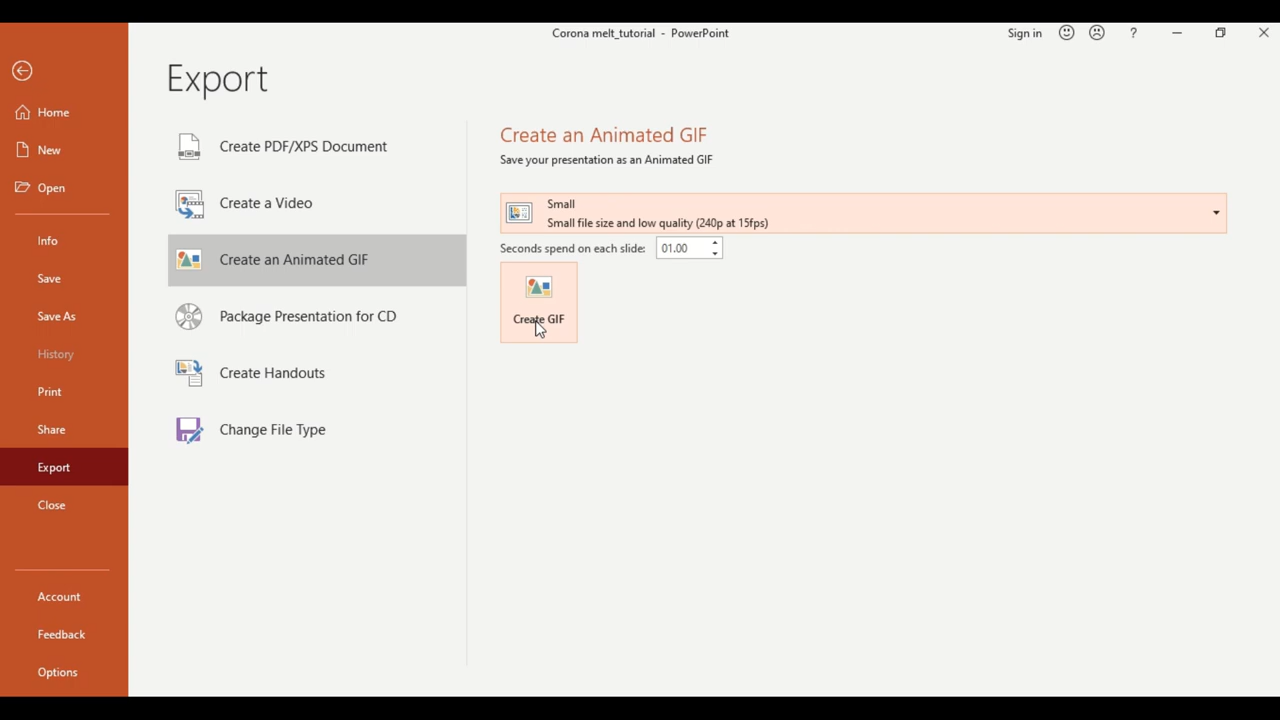 Corona melt_tutorial - PowerPoint
Sign in
?
Export
Home
New
Open
Info
Save
Save As
History
Print
Share
Export
Close
Account
Feedback
Options
Create PDF/XPS Document
Create a Video
Create an Animated GIF
Package Presentation for CD
Create Handouts
Change File Type
Create an Animated GIF
Save your presentation as an Animated GIF
Small
Small file size and low quality (240p at 15fps)
Seconds spend on each slide: 01.00
Create GIF